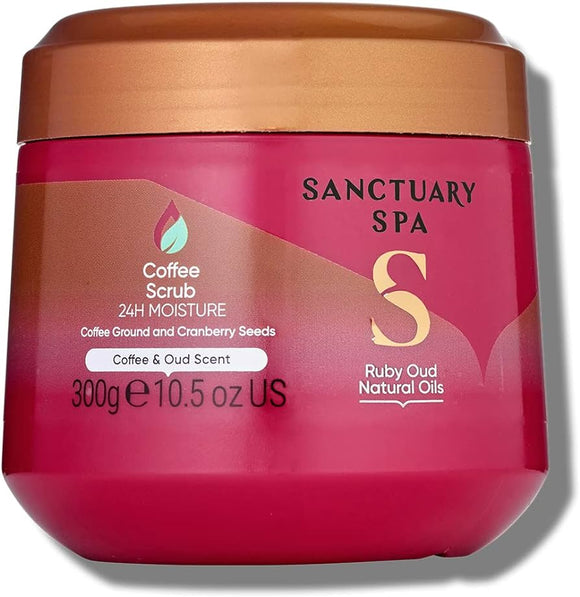 Coffee
Scrub
24H MOISTURE
Coffee Ground and Cranberry Seeds
Coffee & Oud Scent
300g e 10.5 oz US
SANCTUARY
SPA
S
Ruby Oud
Natural Oils